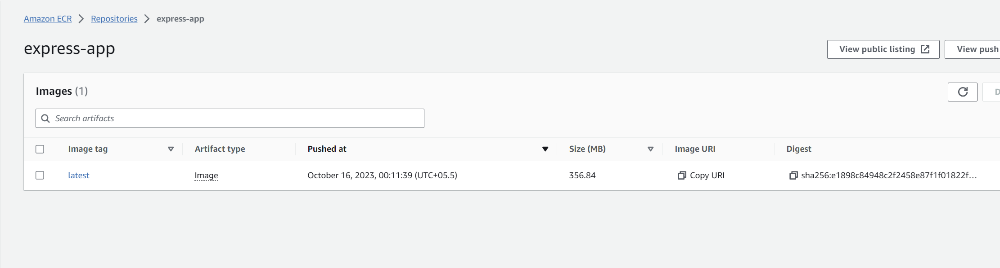 Amazon ECR > Repositories > express-app
express-app
View public listing
View push
Images (1)
D
Search artifacts
Image tag Artifact type Pushed at Size (MB) Image URI Digest
latest Image October 16, 2023, 00:11:39 (UTC+05.5) 356.84 Copy URI sha256:e1898c84948c2f2458e87f1f01822f...